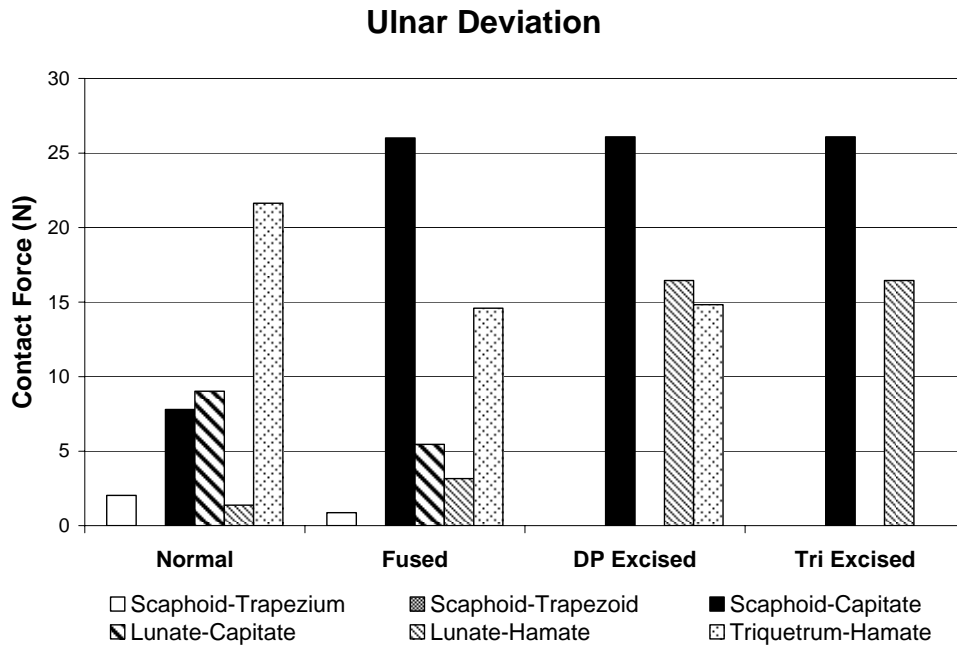 Ulnar Deviation
Contact Force (N)
30
25
20
15
10
5
0
Normal Fused DP Excised Tri Excised
Scaphoid-Trapezium Scaphoid-Trapezoid Scaphoid-Capitate
Lunate-Capitate Lunate-Hamate Triquetrum-Hamate